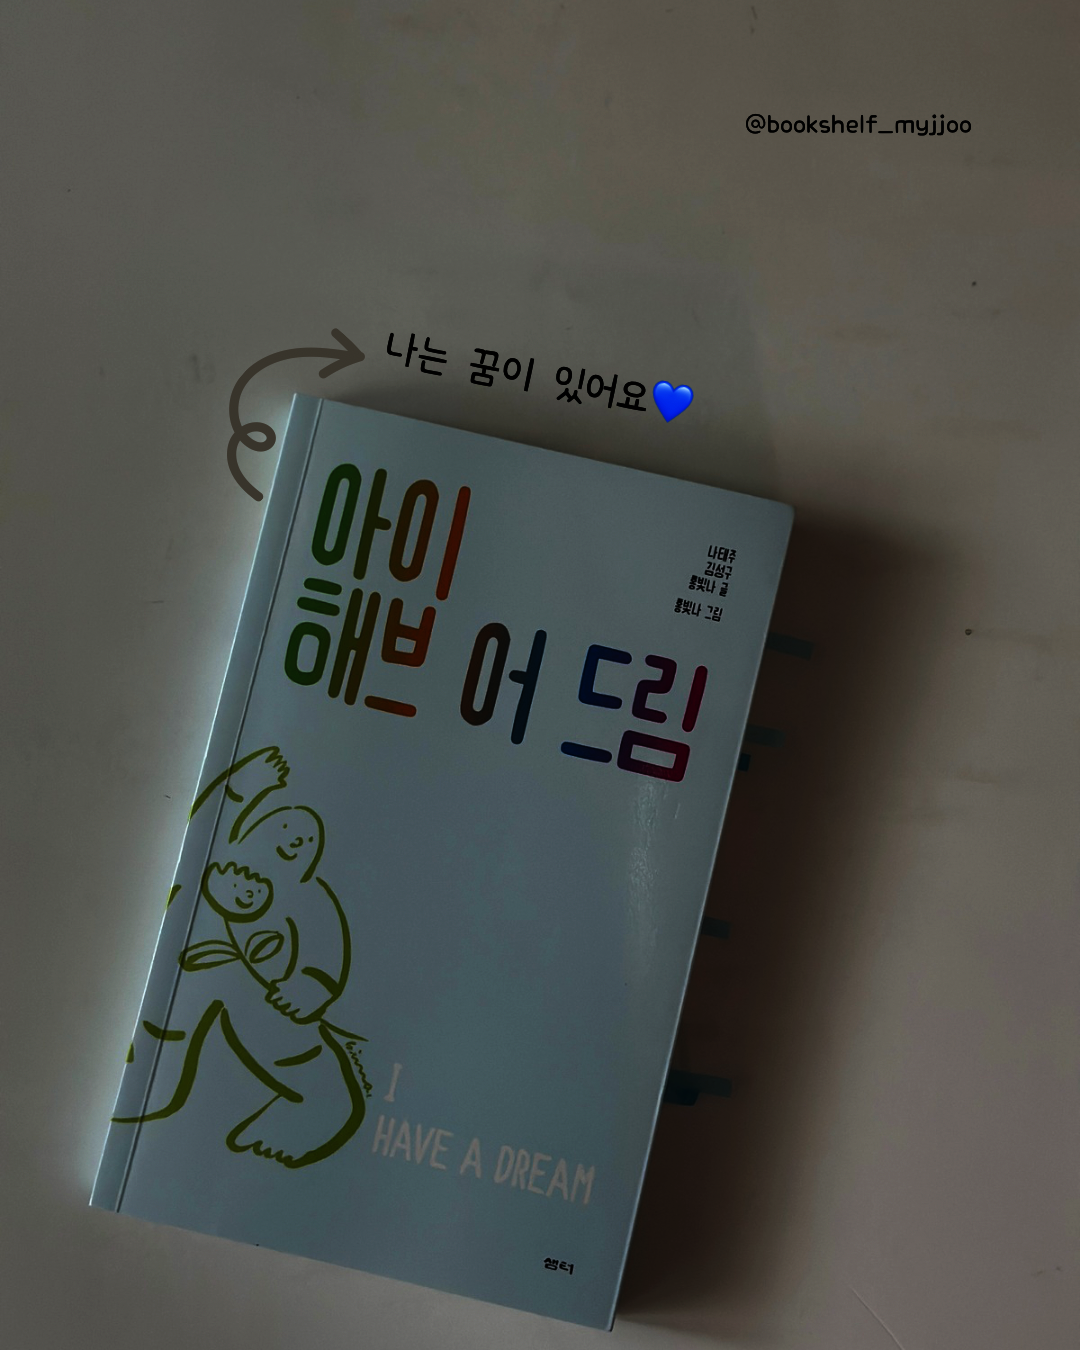 @bookshelf_myjjoo
나는 꿈이 있어요💙
아이
해브 어 드림
나태주
김성구
홍빛나 글
홍빛나 그림
I
HAVE A DREAM
샘터